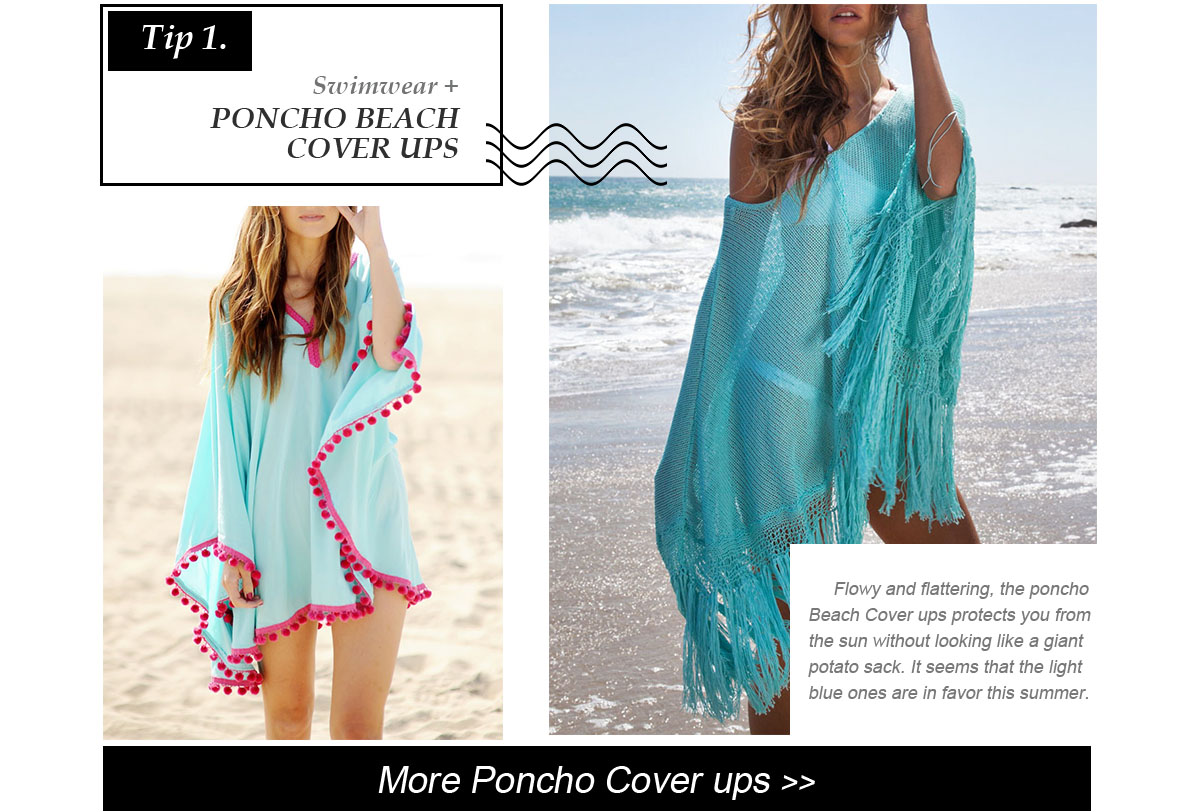 Tip 1.
Swimwear +
PONCHO BEACH
COVER UPS
Flowy and flattering, the poncho
Beach Cover ups protects you from
the sun without looking like a giant
potato sack. It seems that the light
blue ones are in favor this summer.
More Poncho Cover ups >>